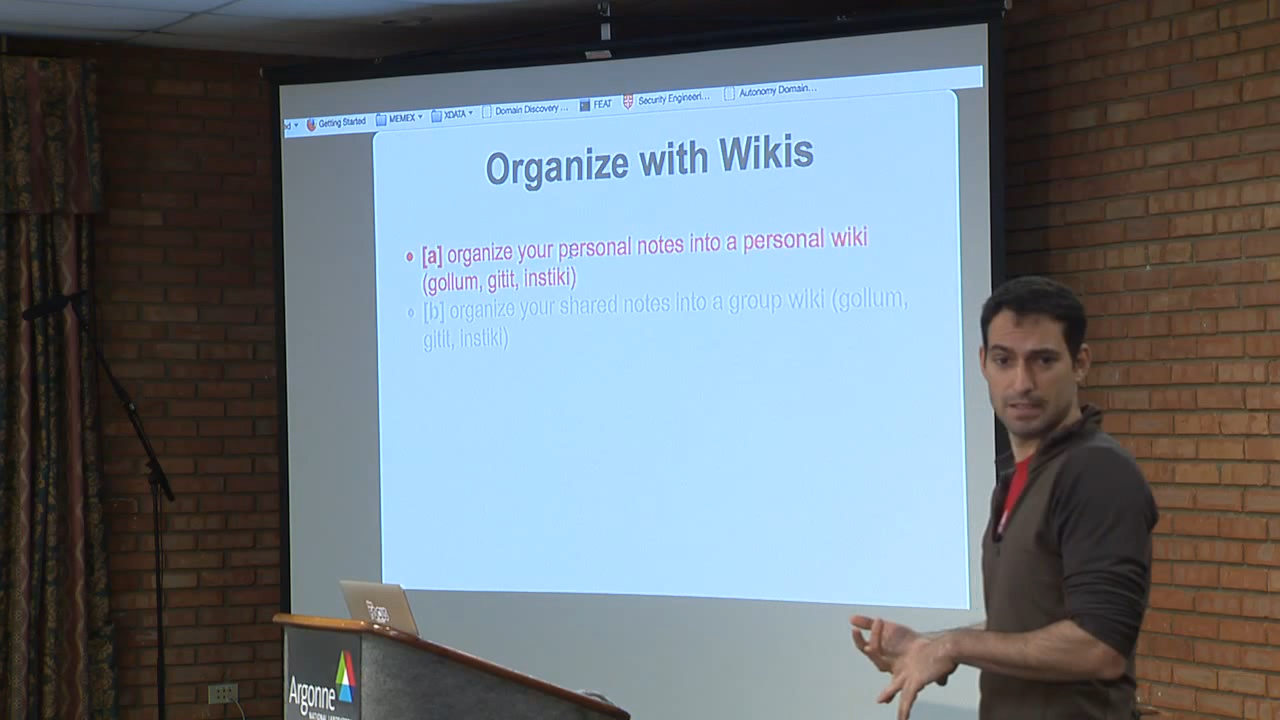 Getting Started MEMEX XDATA Domain Discovery ... FEAT Security Engineeri... Autonomy Domain...
Organize with Wikis
• [a] organize your personal notes into a personal wiki
(gollum, gitit, instiki)
• [b] organize your shared notes into a group wiki (gollum,
gitit, instiki)
Argonne
NATIONAL